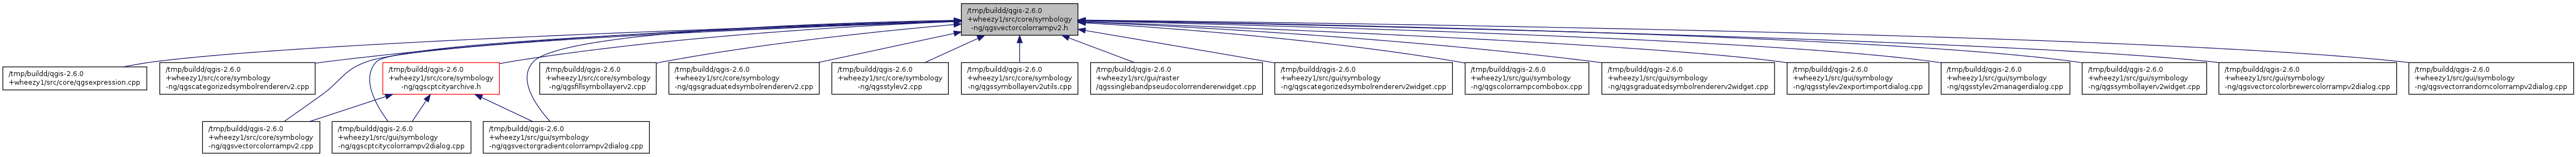 /tmp/buildd/qgis-2.6.0
+wheezy1/src/core/symbology
-ng/qgsvectorcolorrampv2.h
/tmp/buildd/qgis-2.6.0
+wheezy1/src/core/qgsexpression.cpp
/tmp/buildd/qgis-2.6.0
+wheezy1/src/core/symbology
-ng/qgscategorizedsymbolrendererv2.cpp
/tmp/buildd/qgis-2.6.0
+wheezy1/src/core/symbology
-ng/qgscptcityarchive.h
/tmp/buildd/qgis-2.6.0
+wheezy1/src/core/symbology
-ng/qgsfillsymbollayerv2.cpp
/tmp/buildd/qgis-2.6.0
+wheezy1/src/core/symbology
-ng/qgsgraduatedsymbolrendererv2.cpp
/tmp/buildd/qgis-2.6.0
+wheezy1/src/core/symbology
-ng/qgsstylev2.cpp
/tmp/buildd/qgis-2.6.0
+wheezy1/src/core/symbology
-ng/qgssymbollayerv2utils.cpp
/tmp/buildd/qgis-2.6.0
+wheezy1/src/gui/raster
/qgssinglebandpseudocolorrendererwidget.cpp
/tmp/buildd/qgis-2.6.0
+wheezy1/src/gui/symbology
-ng/qgscategorizedsymbolrendererv2widget.cpp
/tmp/buildd/qgis-2.6.0
+wheezy1/src/gui/symbology
-ng/qgscolorrampcombobox.cpp
/tmp/buildd/qgis-2.6.0
+wheezy1/src/gui/symbology
-ng/qgsgraduatedsymbolrendererv2widget.cpp
/tmp/buildd/qgis-2.6.0
+wheezy1/src/gui/symbology
-ng/qgsstylev2exportimportdialog.cpp
/tmp/buildd/qgis-2.6.0
+wheezy1/src/gui/symbology
-ng/qgsstylev2managerdialog.cpp
/tmp/buildd/qgis-2.6.0
+wheezy1/src/gui/symbology
-ng/qgssymbollayerv2widget.cpp
/tmp/buildd/qgis-2.6.0
+wheezy1/src/gui/symbology
-ng/qgsvectorcolorbrewercolorrampv2dialog.cpp
/tmp/buildd/qgis-2.6.0
+wheezy1/src/gui/symbology
-ng/qgsvectorrandomcolorrampv2dialog.cpp
/tmp/buildd/qgis-2.6.0
+wheezy1/src/core/symbology
-ng/qgsvectorcolorrampv2.cpp
/tmp/buildd/qgis-2.6.0
+wheezy1/src/gui/symbology
-ng/qgscptcitycolorrampv2dialog.cpp
/tmp/buildd/qgis-2.6.0
+wheezy1/src/gui/symbology
-ng/qgsvectorgradientcolorrampv2dialog.cpp